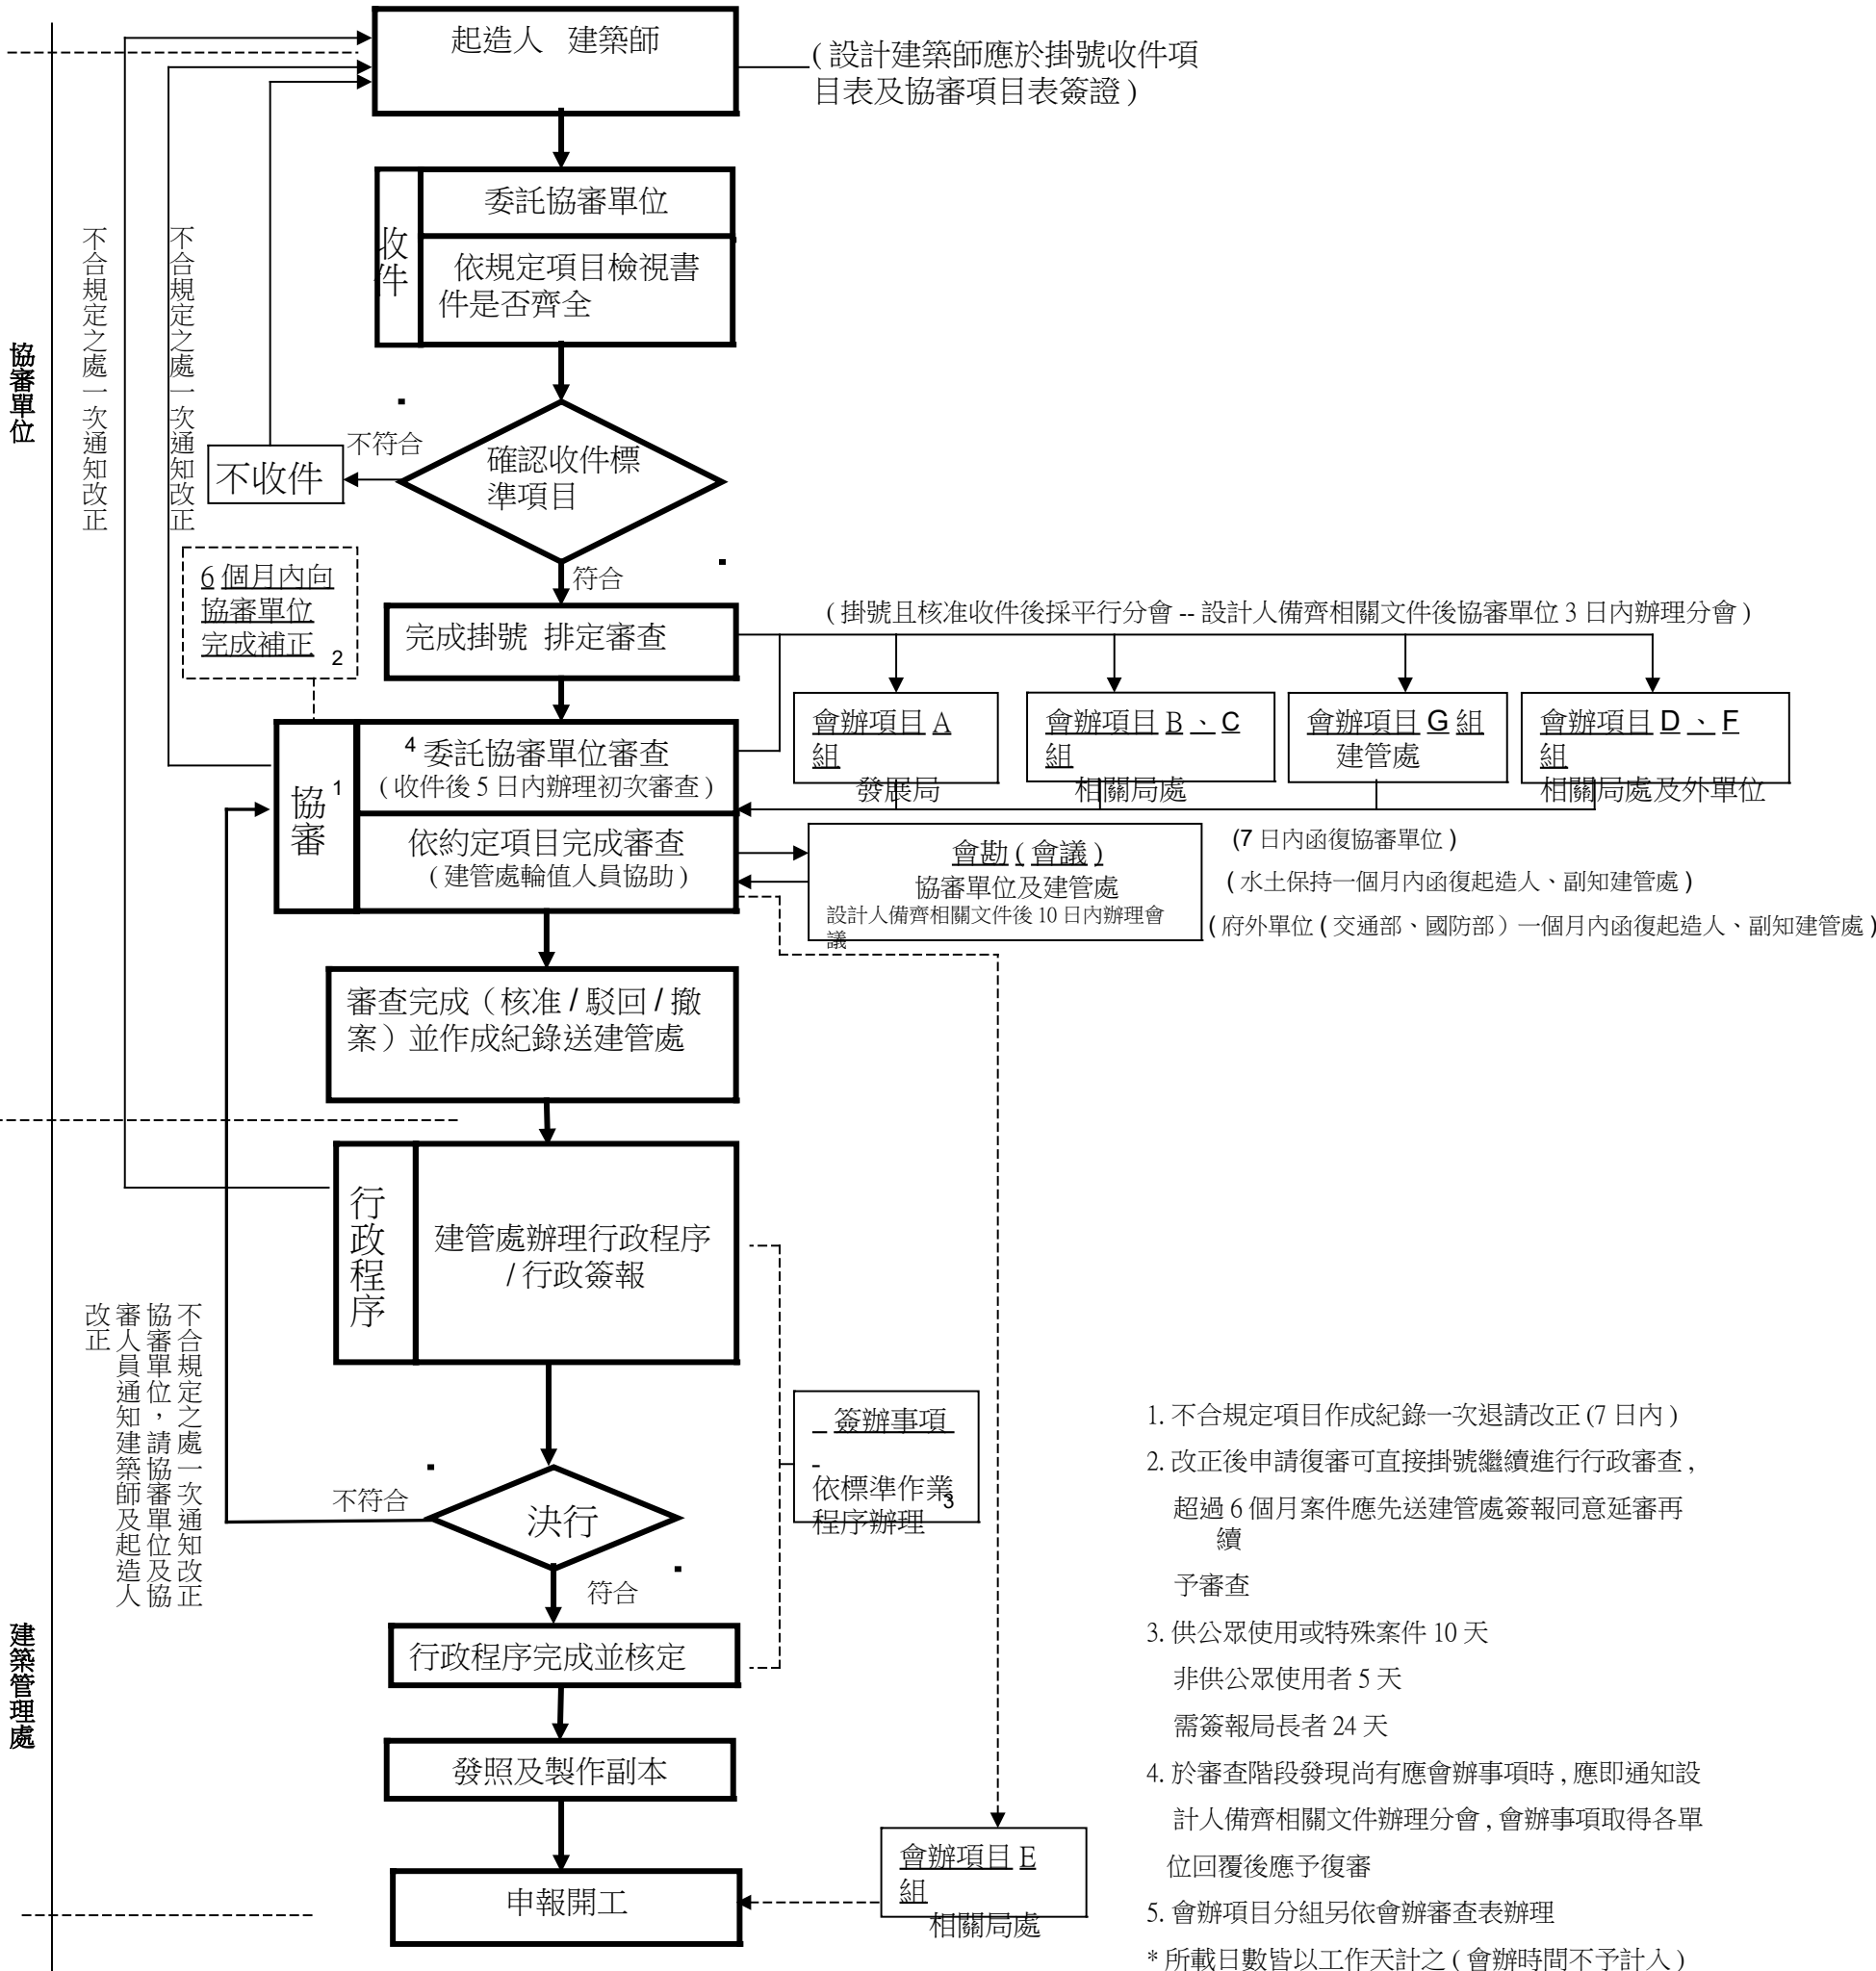 起造人 建築師
( 設計建築師應於掛號收件項
目表及協審項目表簽證 )
委託協審單位
收件
依規定項目檢視書
件是否齊全
不合規定之處一次通知改正
不合規定之處一次通知改正
協審單位
不符合
確認收件標
準項目
不收件
符合
6 個月內向
協審單位
完成補正 2
( 掛號且核准收件後採平行分會 -- 設計人備齊相關文件後協審單位 3 日內辦理分會 )
完成掛號 排定審查
會辦項目 A
組
發展局
會辦項目 B 、 C
組
相關局處
會辦項目 G 組
建管處
會辦項目 D 、 F
組
相關局處及外單位
協審 1
4 委託協審單位審查
( 收件後 5 日內辦理初次審查 )
依約定項目完成審查
( 建管處輪值人員協助 )
會勘 ( 會議 )
協審單位及建管處
設計人備齊相關文件後 10 日內辦理會
議
(7 日內函復協審單位 )
( 水土保持一個月內函復起造人、副知建管處 )
( 府外單位 ( 交通部、國防部）一個月內函復起造人、副知建管處 )
審查完成（核准 / 駁回 / 撤
案）並作成紀錄送建管處
行政程序
建管處辦理行政程序
/ 行政簽報
不合規定之處一次通知改正
協審單位，請協審單位及協
審人員通知建築師及起造人
改正
簽辦事項
-
依標準作業
程序辦理 3
不符合
決行
符合
行政程序完成並核定
建築管理處
發照及製作副本
申報開工
會辦項目 E
組
相關局處
1. 不合規定項目作成紀錄一次退請改正 (7 日內 )
2. 改正後申請復審可直接掛號繼續進行行政審查 ,
超過 6 個月案件應先送建管處簽報同意延審再
續
予審查
3. 供公眾使用或特殊案件 10 天
非供公眾使用者 5 天
需簽報局長者 24 天
4. 於審查階段發現尚有應會辦事項時 , 應即通知設
計人備齊相關文件辦理分會 , 會辦事項取得各單
位回覆後應予復審
5. 會辦項目分組另依會辦審查表辦理
* 所載日數皆以工作天計之 ( 會辦時間不予計入 )